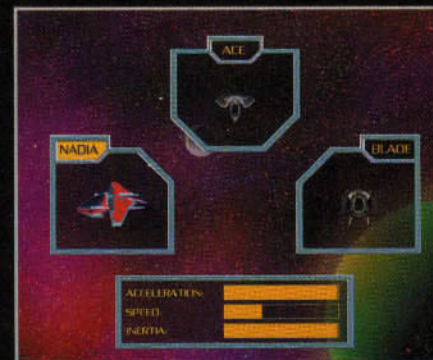 ACE
NADIA
BLADE
ACCELERATION:
SPEED:
INERTIA: